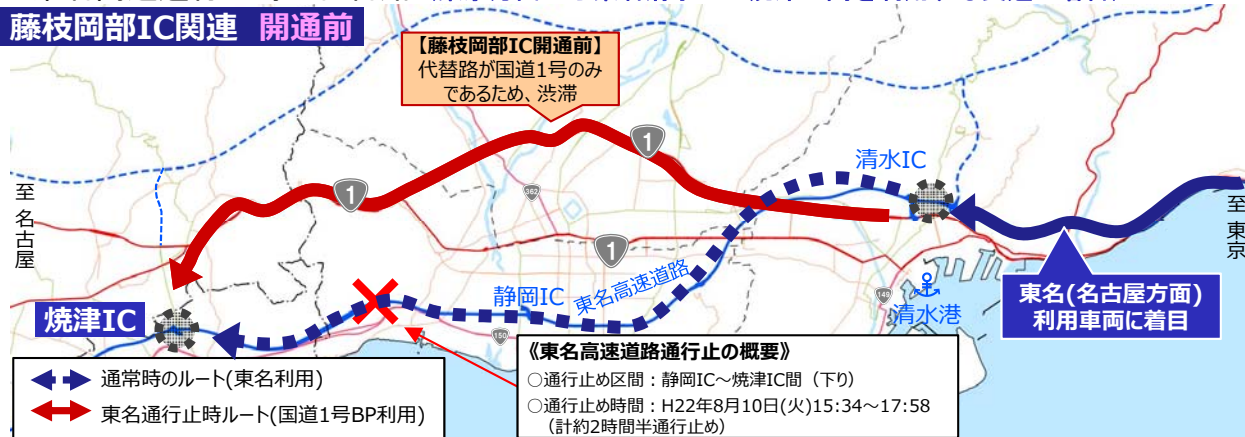 藤枝岡部IC関連 開通前
【藤枝岡部IC開通前】
代替路が国道1号のみ
であるため、渋滞
1
1
1
362
清水IC
至 名古屋
至 東京
東名高速道路
静岡IC
149
清水港
焼津IC
150
東名(名古屋方面)
利用車両に着目
通常時のルート(東名利用)
東名通行止時ルート(国道1号BP利用)
《東名高速道路通行止の概要》
○通行止め区間:静岡IC～焼津IC間(下り)
○通行止め時間:H22年8月10日(火)15:34～17:58
(計約2時間半通行止め)